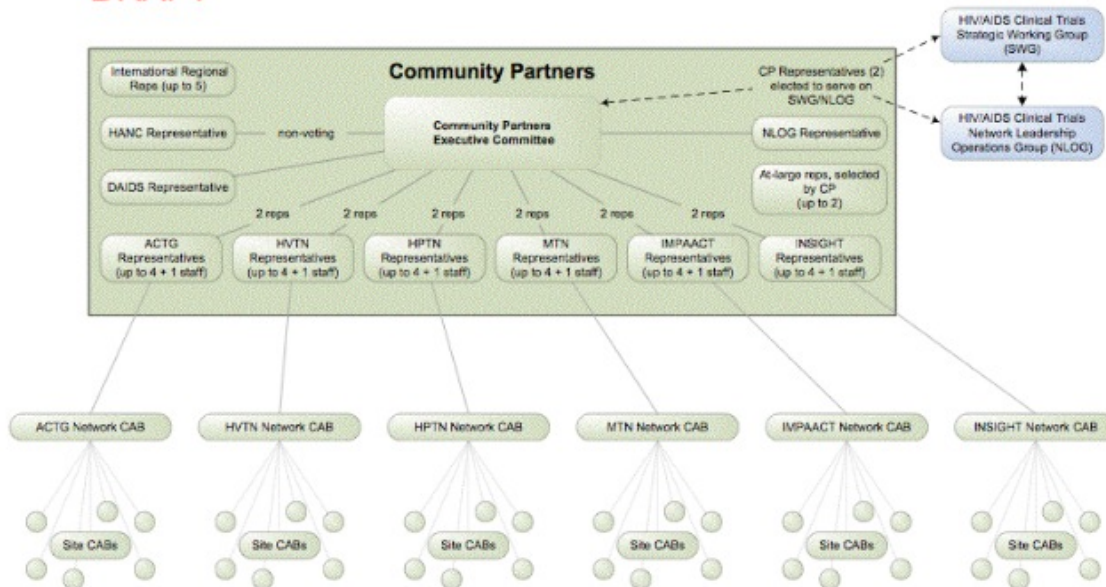 DRAFT
HIV/AIDS Clinical Trials
Strategic Working Group
(SWG)
Community Partners
International Regional
Reps (up to 5)
CP Representatives (2)
elected to serve on
SWG/NLOG
Community Partners
Executive Committee
HANC Representative
non-voting
NLOG Representative
HIV/AIDS Clinical Trials
Network Leadership
Operations Group (NLOG)
DAIDS Representative
At-large reps, selected
by CP
(up to 2)
2 reps
2 reps
2 reps
2 reps
2 reps
2 reps
ACTG
Representatives
(up to 4 + 1 staff)
HVTN
Representatives
(up to 4 + 1 staff)
HPTN
Representatives
(up to 4 + 1 staff)
MTN
Representatives
(up to 4 + 1 staff)
IMPAACT
Representatives
(up to 4 + 1 staff)
INSIGHT
Representatives
(up to 4 + 1 staff)
ACTG Network CAB
HVTN Network CAB
HPTN Network CAB
MTN Network CAB
IMPAACT Network CAB
INSIGHT Network CAB
Site CABs
Site CABs
Site CABs
Site CABs
Site CABs
Site CABs